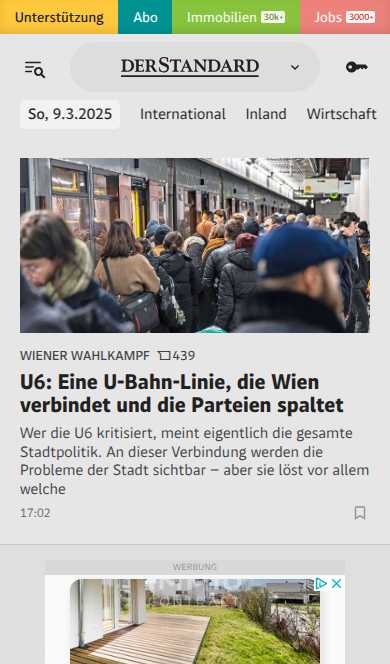 Unterstützung Abo Immobilien 30k+ Jobs 3000+
DERSTANDARD
So, 9.3.2025 International Inland Wirtschaft
WIENER WAHLKAMPF 439
U6: Eine U-Bahn-Linie, die Wien
verbindet und die Parteien spaltet
Wer die U6 kritisiert, meint eigentlich die gesamte
Stadtpolitik. An dieser Verbindung werden die
Probleme der Stadt sichtbar – aber sie löst vor allem
welche
17:02
WERBUNG